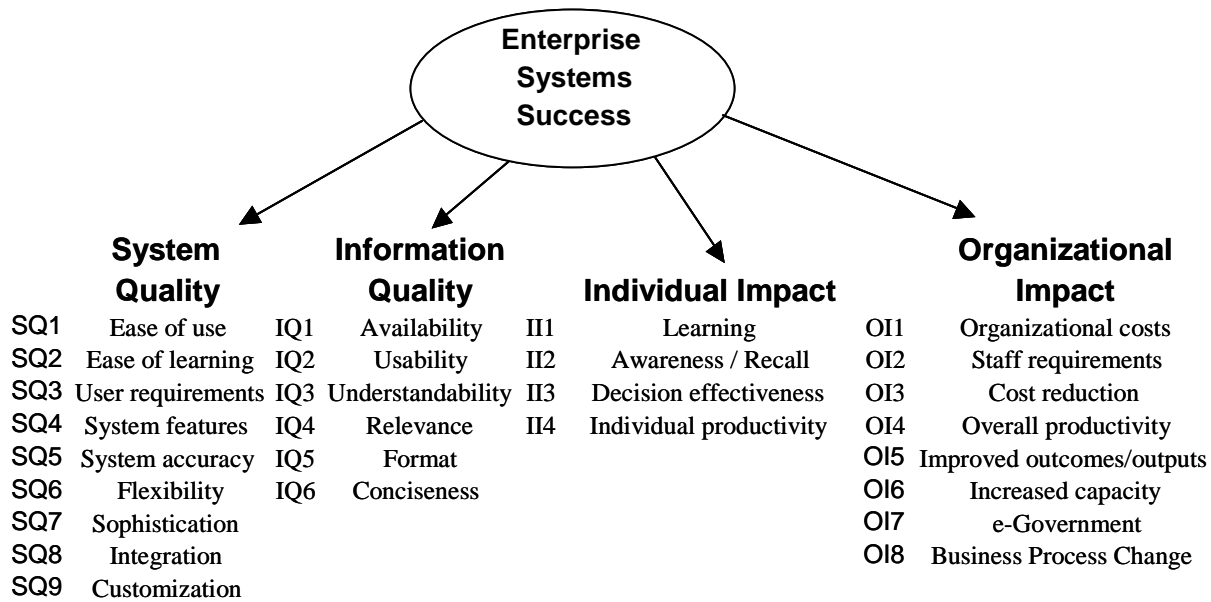 Enterprise
Systems
Success
System
Quality
SQ1 Ease of use
SQ2 Ease of learning
SQ3 User requirements
SQ4 System features
SQ5 System accuracy
SQ6 Flexibility
SQ7 Sophistication
SQ8 Integration
SQ9 Customization
Information
Quality
IQ1 Availability
IQ2 Usability
IQ3 Understandability
IQ4 Relevance
IQ5 Format
IQ6 Conciseness
Individual Impact
II1 Learning
II2 Awareness / Recall
II3 Decision effectiveness
II4 Individual productivity
Organizational
Impact
OI1 Organizational costs
OI2 Staff requirements
OI3 Cost reduction
OI4 Overall productivity
OI5 Improved outcomes/outputs
OI6 Increased capacity
OI7 e-Government
OI8 Business Process Change